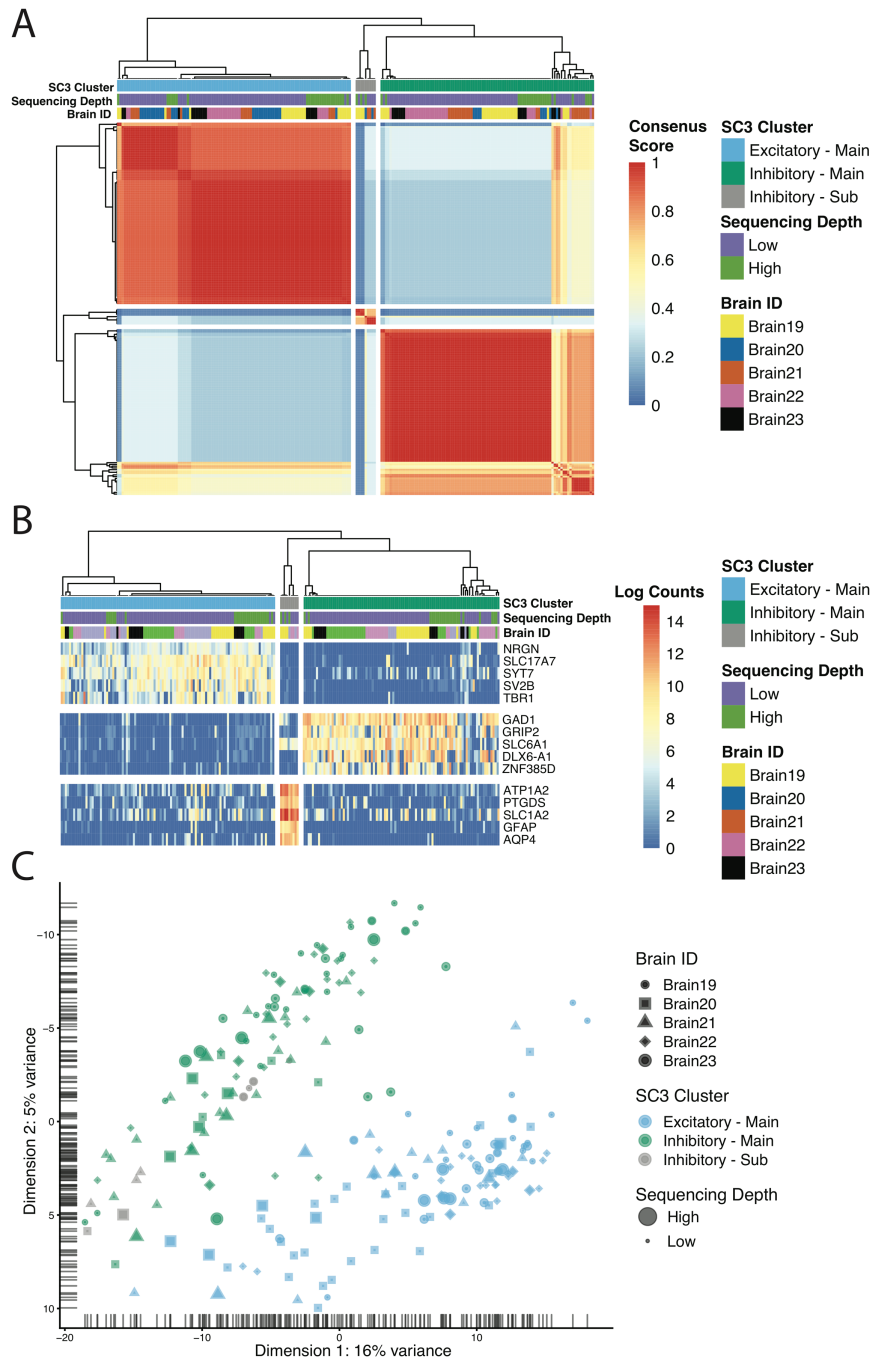 A
SC3 Cluster
Sequencing Depth
Brain ID
Consenus
Score
1
0.8
0.6
0.4
0.2
0
SC3 Cluster
Excitatory - Main
Inhibitory - Main
Inhibitory - Sub
Sequencing Depth
Low
High
Brain ID
Brain19
Brain20
Brain21
Brain22
Brain23
B
SC3 Cluster
Sequencing Depth
Brain ID
NRGN
SLC17A7
SYT7
SV2B
TBR1
GAD1
GRIP2
SLC6A1
DLX6-A1
ZNF385D
ATP1A2
PTGDS
SLC1A2
GFAP
AQP4
Log Counts
14
12
10
8
6
4
2
0
SC3 Cluster
Excitatory - Main
Inhibitory - Main
Inhibitory - Sub
Sequencing Depth
Low
High
Brain ID
Brain19
Brain20
Brain21
Brain22
Brain23
C
Dimension 2: 5% variance
−10
−5
0
5
10
−20
−10
0
10
Dimension 1: 16% variance
Brain ID
Brain19
Brain20
Brain21
Brain22
Brain23
SC3 Cluster
Excitatory - Main
Inhibitory - Main
Inhibitory - Sub
Sequencing Depth
High
Low